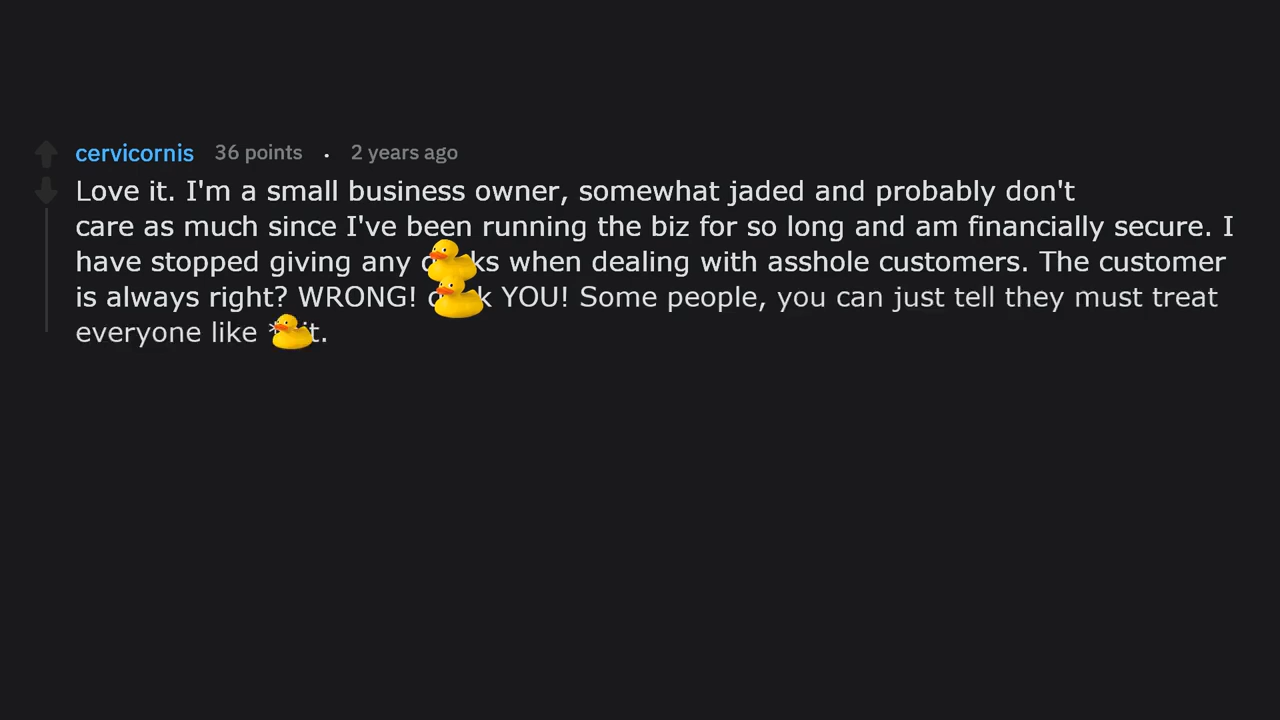 cervicornis 36 points . 2 years ago
Love it. I'm a small business owner, somewhat jaded and probably don't
care as much since I've been running the biz for so long and am financially secure. I
have stopped giving any when dealing with asshole customers. The customer
is always right? WRONG! YOU! Some people, you can just tell they must treat
everyone like